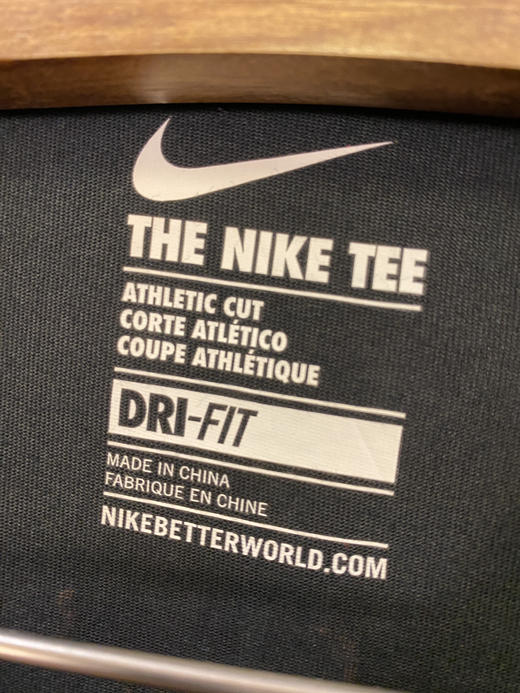 THE NIKE TEE
ATHLETIC CUT
CORTE ATLÉTICO
COUPE ATHLÉTIQUE
DRI-FIT
MADE IN CHINA
FABRIQUE EN CHINE
NIKEBETTERWORLD.COM